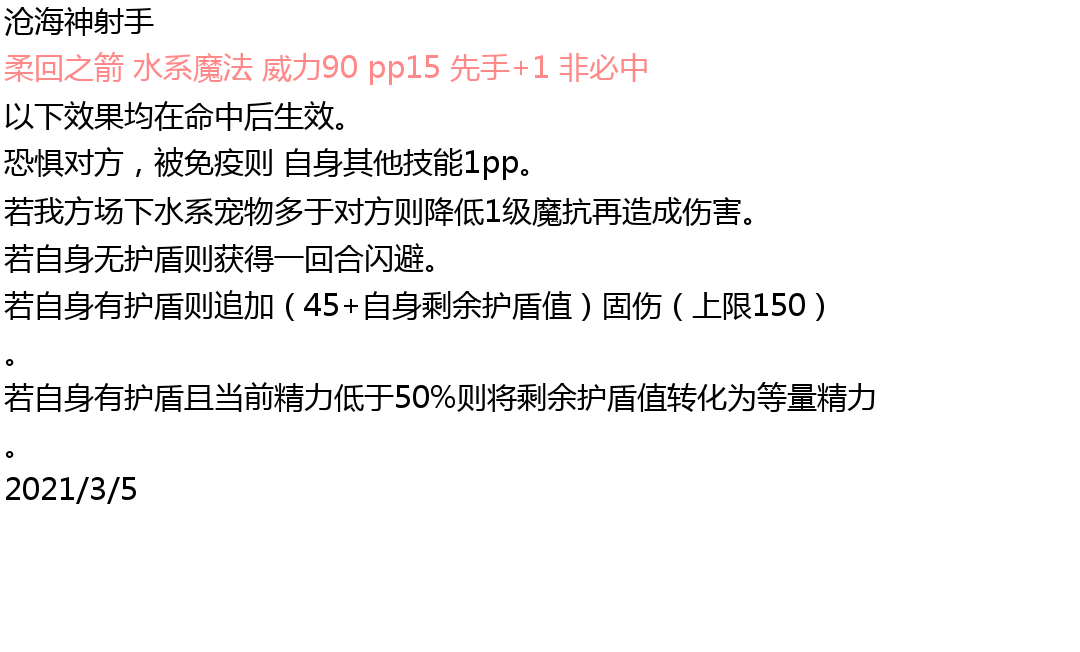 沧海神射手
柔回之箭 水系魔法 威力90 pp15 先手+1 非必中
以下效果均在命中后生效。
恐惧对方，被免疫则 自身其他技能1pp。
若我方场下水系宠物多于对方则降低1级魔抗再造成伤害。
若自身无护盾则获得一回合闪避。
若自身有护盾则追加（45+自身剩余护盾值）固伤（上限150）
。
若自身有护盾且当前精力低于50%则将剩余护盾值转化为等量精力
。
2021/3/5